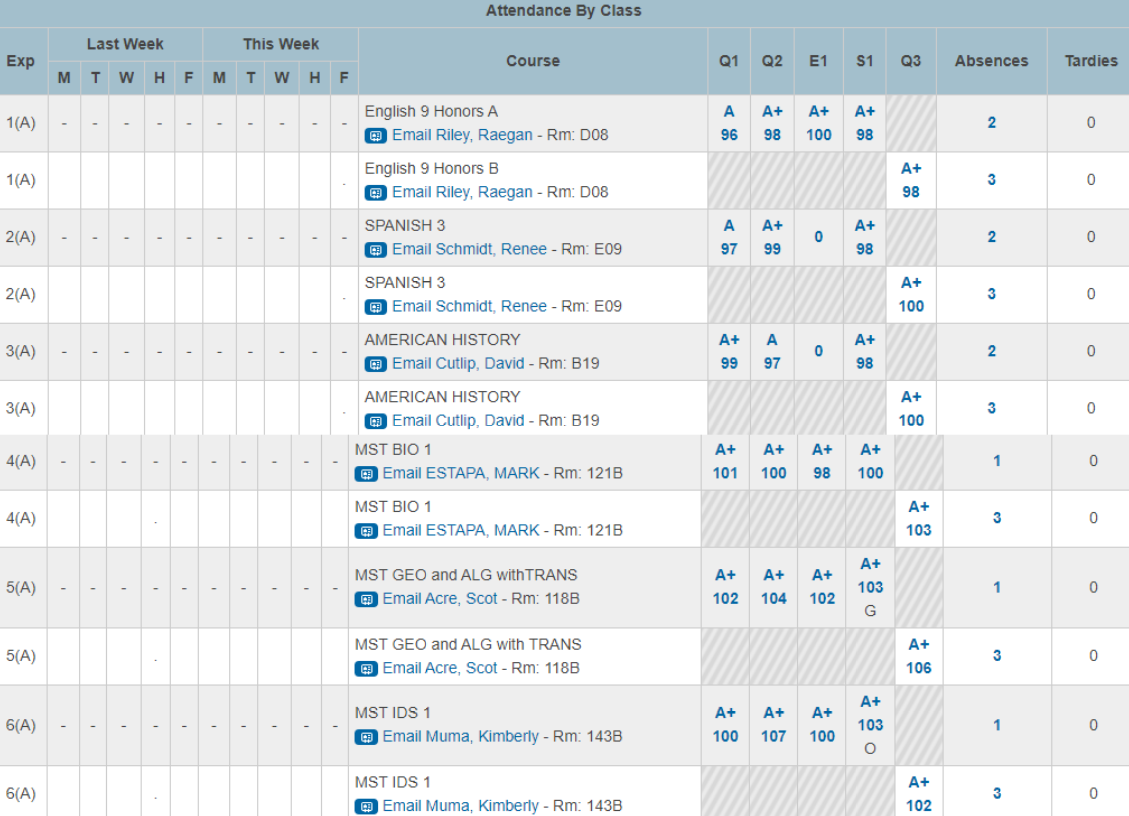 Attendance By Class
Exp Last Week This Week Course Q1 Q2 E1 S1 Q3 Absences Tardies
M T W H F M T W H F
1(A) - - - - - - - - - - English 9 Honors A A A+ A+ A+ 2 0
Email Riley, Raegan - Rm: D08 96 98 100 98
1(A) . English 9 Honors B A+ 3 0
Email Riley, Raegan - Rm: D08 98
2(A) - - - - - - - - - - SPANISH 3 A A+ 0 A+ 2 0
Email Schmidt, Renee - Rm: E09 97 99 98
2(A) . SPANISH 3 A+ 3 0
Email Schmidt, Renee - Rm: E09 100
3(A) - - - - - - - - - - AMERICAN HISTORY A+ A 0 A+ 2 0
Email Cutlip, David - Rm: B19 99 97 98
3(A) . AMERICAN HISTORY A+ 3 0
Email Cutlip, David - Rm: B19 100
4(A) - - - - - - - - - - MST BIO 1 A+ A+ A+ A+ 1 0
Email ESTAPA, MARK - Rm: 121B 101 100 98 100
4(A) . MST BIO 1 A+ 3 0
Email ESTAPA, MARK - Rm: 121B 103
5(A) - - - - - - - - - - MST GEO and ALG withTRANS A+ A+ A+ A+ 1 0
Email Acre, Scot - Rm: 118B 102 104 102 103
G
5(A) . MST GEO and ALG with TRANS A+ 3 0
Email Acre, Scot - Rm: 118B 106
6(A) - - - - - - - - - - MST IDS 1 A+ A+ A+ A+ 1 0
Email Muma, Kimberly - Rm: 143B 100 107 100 103
O
6(A) . MST IDS 1 A+ 3 0
Email Muma, Kimberly - Rm: 143B 102